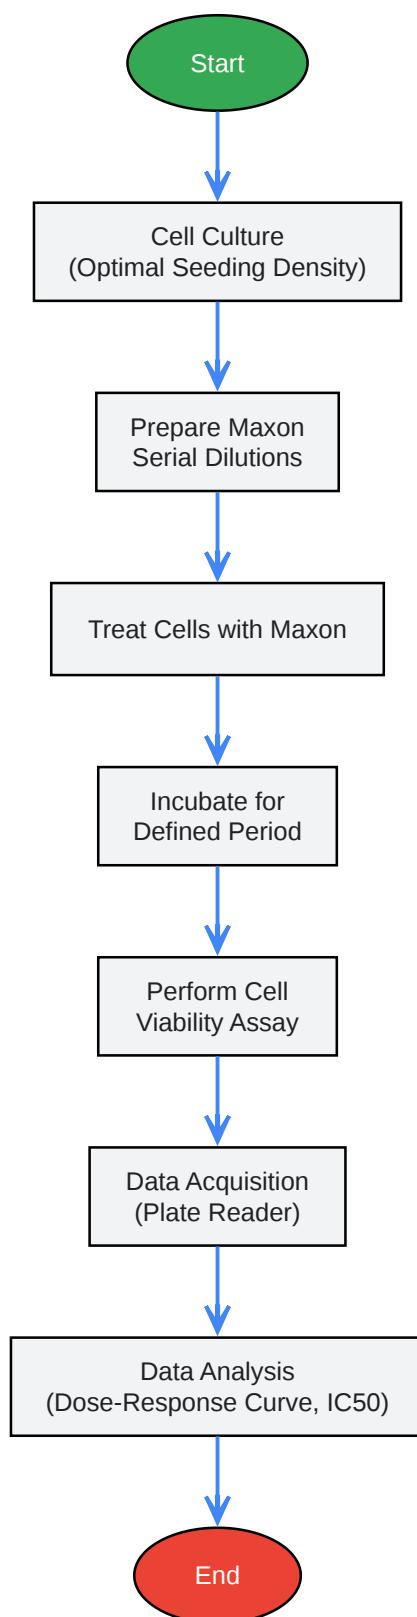 Start
Cell Culture
(Optimal Seeding Density)
Prepare Maxon
Serial Dilutions
Treat Cells with Maxon
Incubate for
Defined Period
Perform Cell
Viability Assay
Data Acquisition
(Plate Reader)
Data Analysis
(Dose-Response Curve, IC50)
End